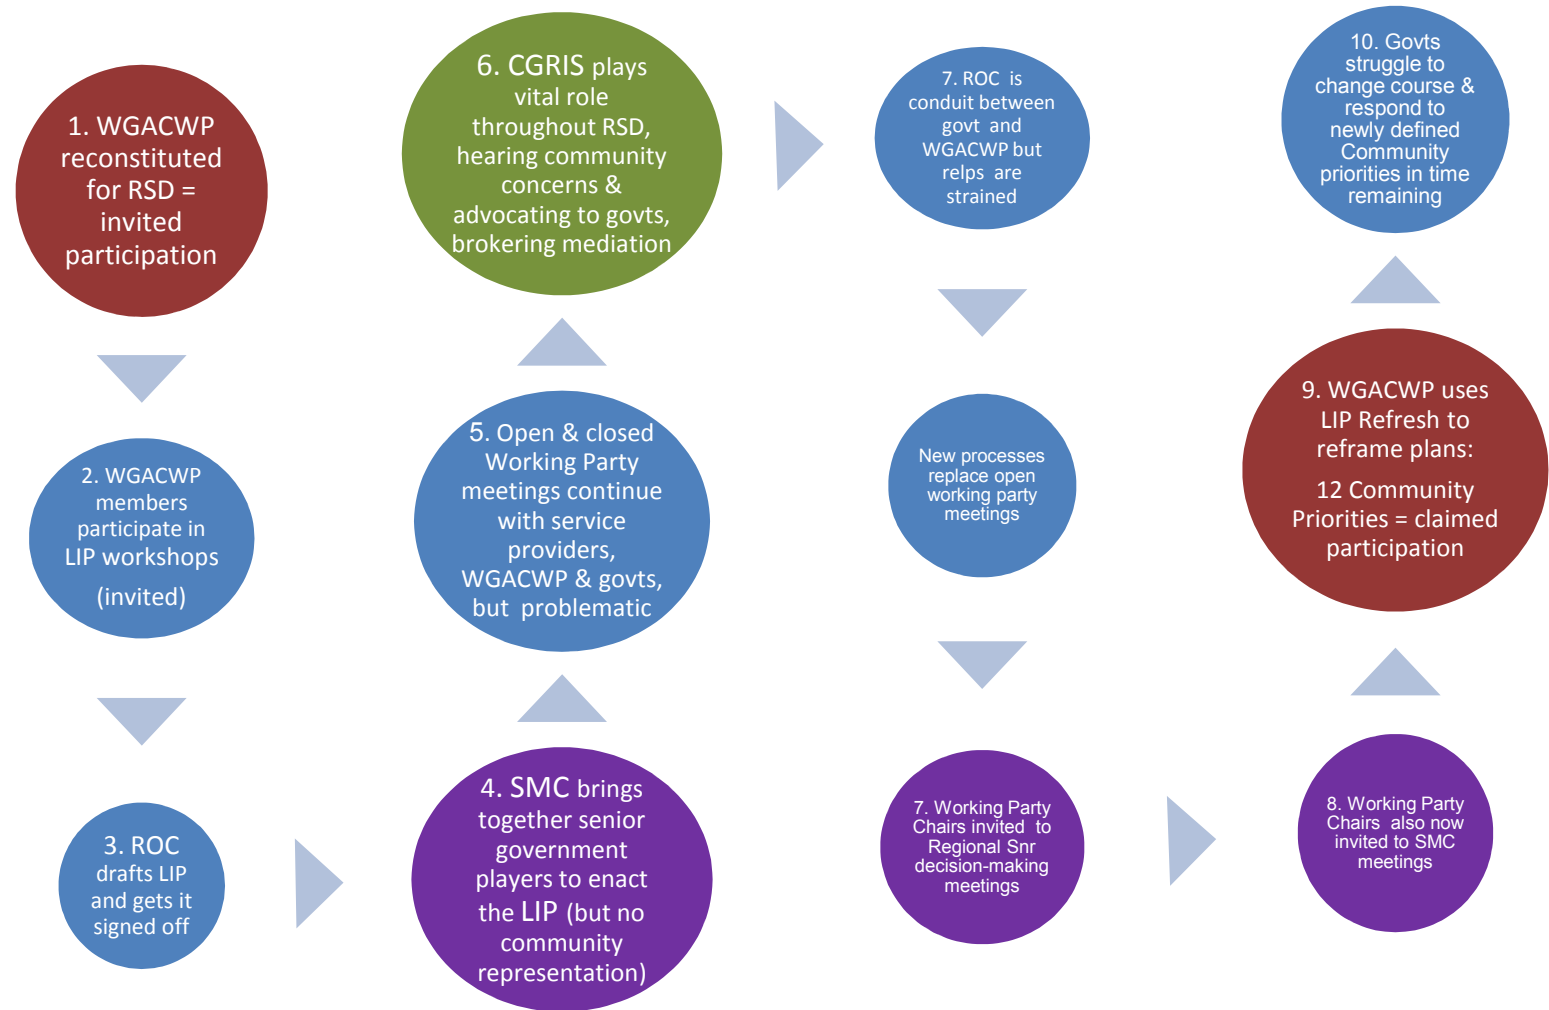 1. WGACWP
reconstituted
for RSD =
invited
participation
2. WGACWP
members
participate in
LIP workshops
(invited)
3. ROC
drafts LIP
and gets it
signed off
4. SMC brings
together senior
government
players to enact
the LIP (but no
community
representation)
5. Open & closed
Working Party
meetings continue
with service
providers,
WGACWP & govts,
but problematic
6. CGRIS plays
vital role
throughout RSD,
hearing community
concerns &
advocating to govts,
brokering mediation
7. ROC is
conduit between
govt and
WGACWP but
relps are
strained
New processes
replace open
working party
meetings
7. Working Party
Chairs invited to
Regional Snr
decision-making
meetings
8. Working Party
Chairs also now
invited to SMC
meetings
9. WGACWP uses
LIP Refresh to
reframe plans:
12 Community
Priorities = claimed
participation
10. Govts
struggle to
change course &
respond to
newly defined
Community
priorities in time
remaining